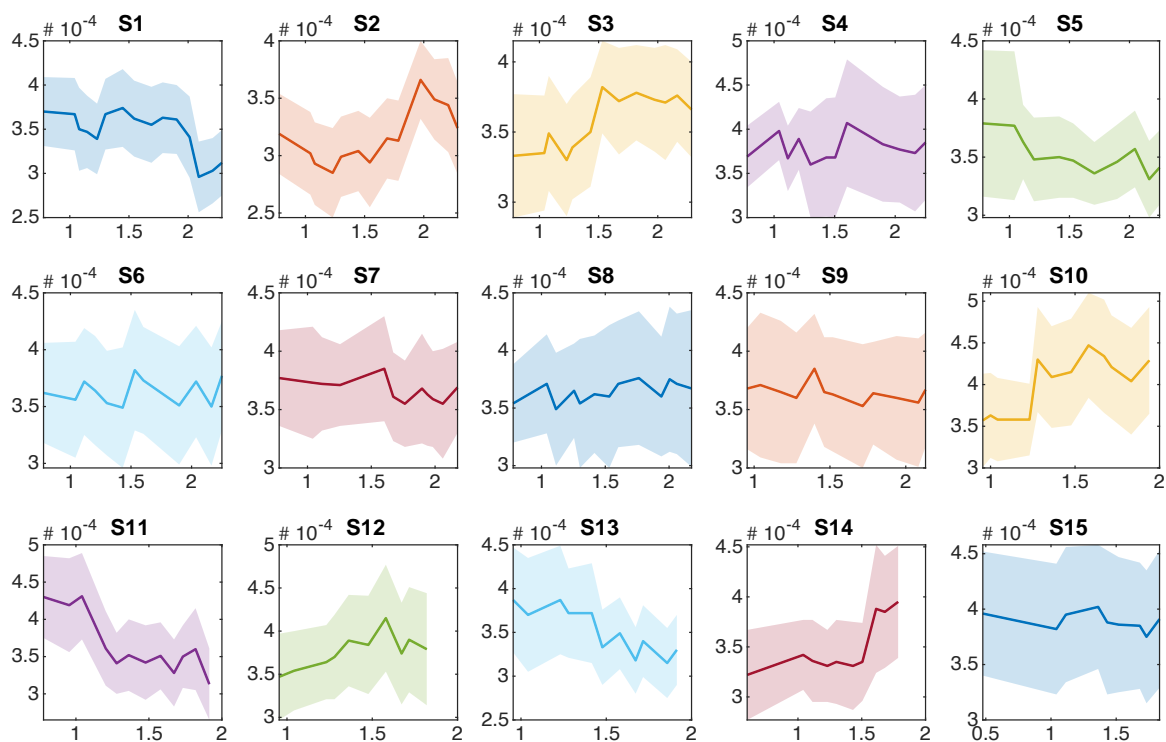 S1 S2 S3 S4 S5
# 10-4 # 10-4 # 10-4 # 10-4 # 10-4
4.5 4 4 5 4.5
4 3.5 3.5 4 4
3.5 3 3 3 3.5
3 2.5 3
2.5
1 1.5 2 1 1.5 2 1 1.5 2 1 1.5 2 1 1.5 2
S6 S7 S8 S9 S10
# 10-4 # 10-4 # 10-4 # 10-4 # 10-4
4.5 4.5 4.5 4.5 5
4 4 4 4 4.5
3.5 3.5 3.5 3.5 4
3 3 3 3 3.5
3
1 1.5 2 1 1.5 2 1 1.5 2 1 1.5 2 1 1.5 2
S11 S12 S13 S14 S15
# 10-4 # 10-4 # 10-4 # 10-4 # 10-4
5 5 4.5 4.5 4.5
4.5 4.5 4 4 4
4 4 3.5 3.5 3.5
3.5 3.5 3 3 3
3 3 2.5
1 1.5 2 1 1.5 2 1 1.5 2 1 1.5 2 0.5 1 1.5